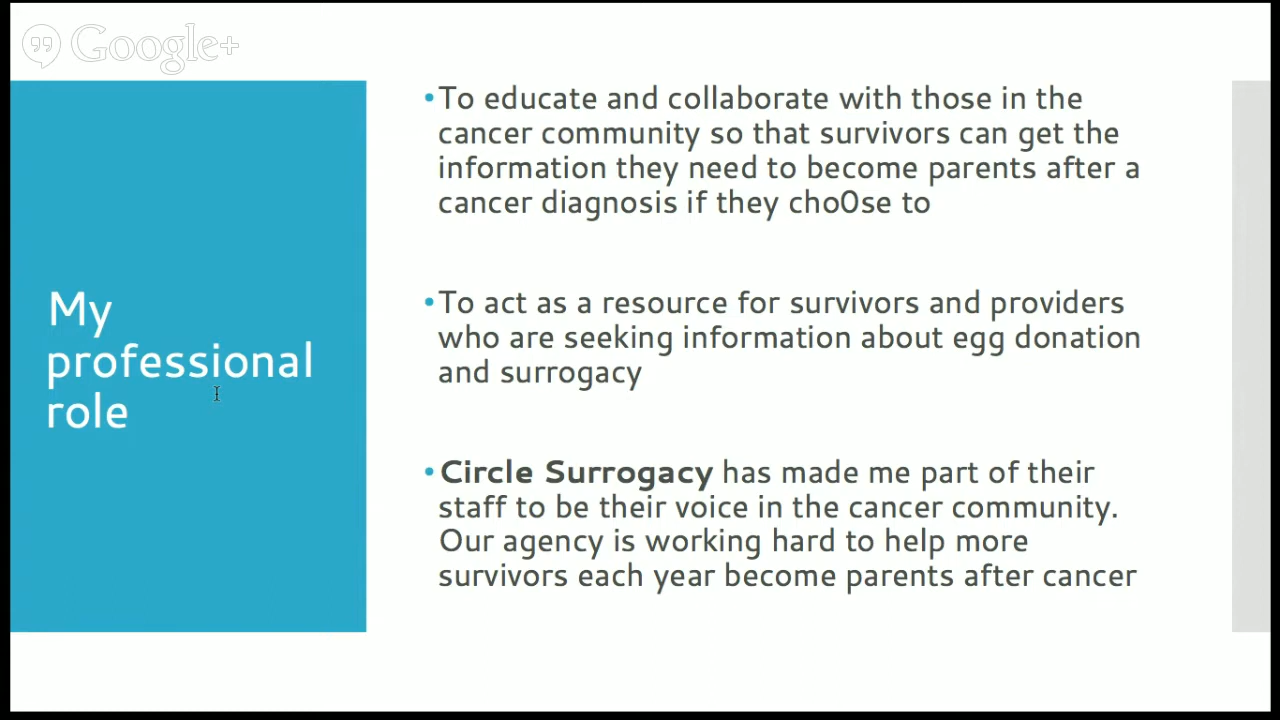 Google+
My
professional
role
•To educate and collaborate with those in the
cancer community so that survivors can get the
information they need to become parents after a
cancer diagnosis if they cho0se to
•To act as a resource for survivors and providers
who are seeking information about egg donation
and surrogacy
•Circle Surrogacy has made me part of their
staff to be their voice in the cancer community.
Our agency is working hard to help more
survivors each year become parents after cancer